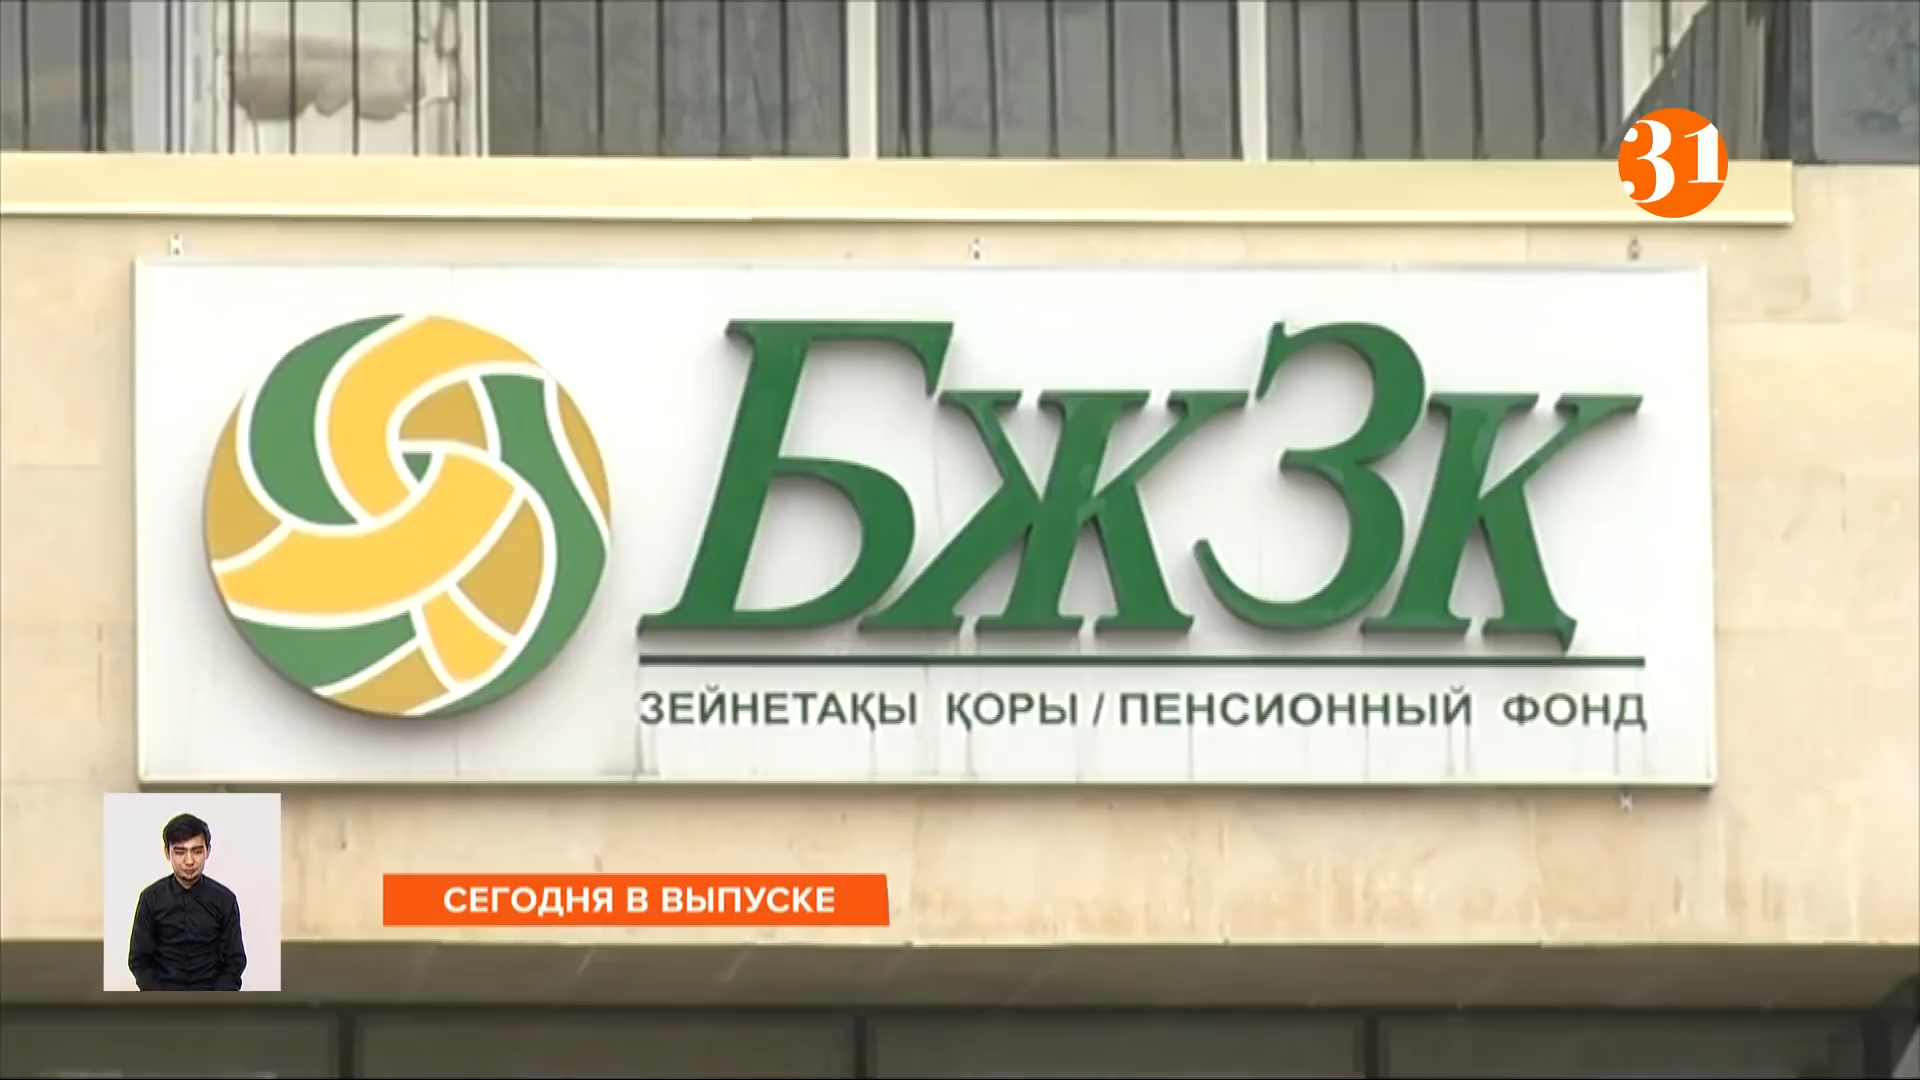 31
БЖЗҚ
ЗЕЙНЕТАҚЫ ҚОРЫ / ПЕНСИОННЫЙ ФОНД
СЕГОДНЯ В ВЫПУСКЕ